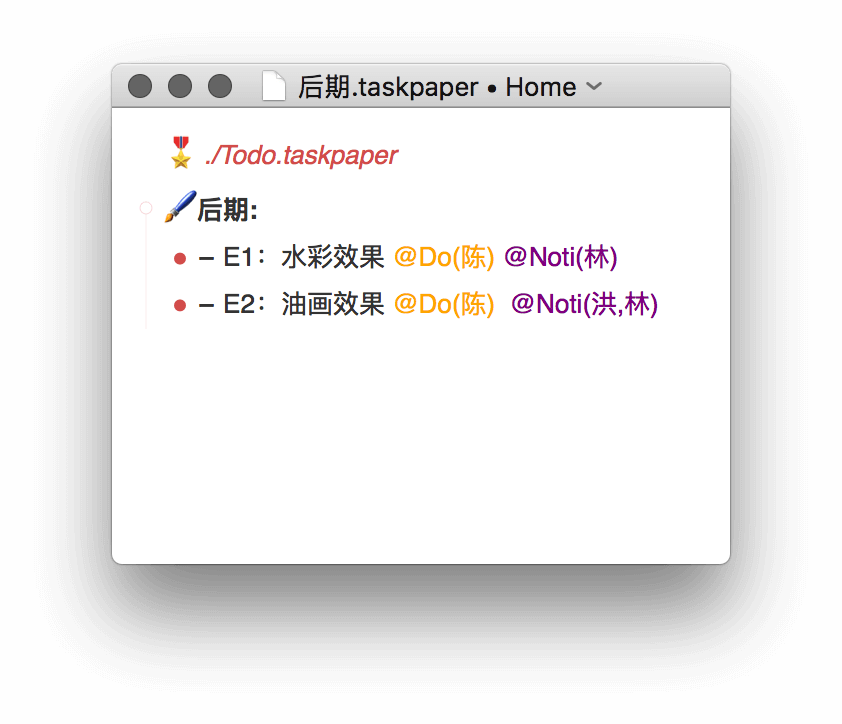 后期.taskpaper • Home
./Todo.taskpaper
后期:
– E1：水彩效果 @Do(陈) @Noti(林)
– E2：油画效果 @Do(陈) @Noti(洪,林)